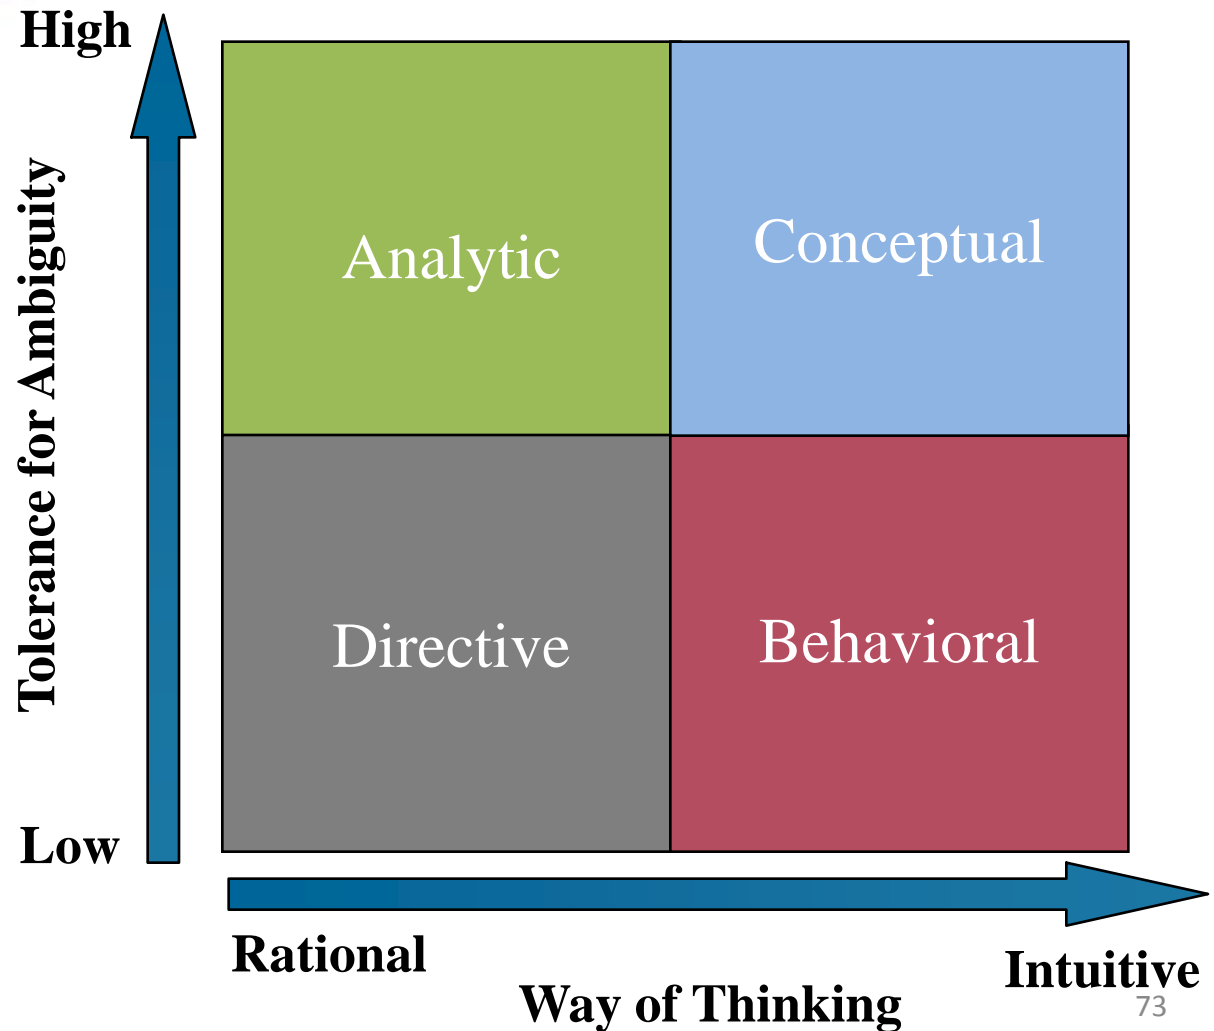 High
Tolerance for Ambiguity
Analytic
Conceptual
Directive
Behavioral
Low
Rational
Intuitive
Way of Thinking
73